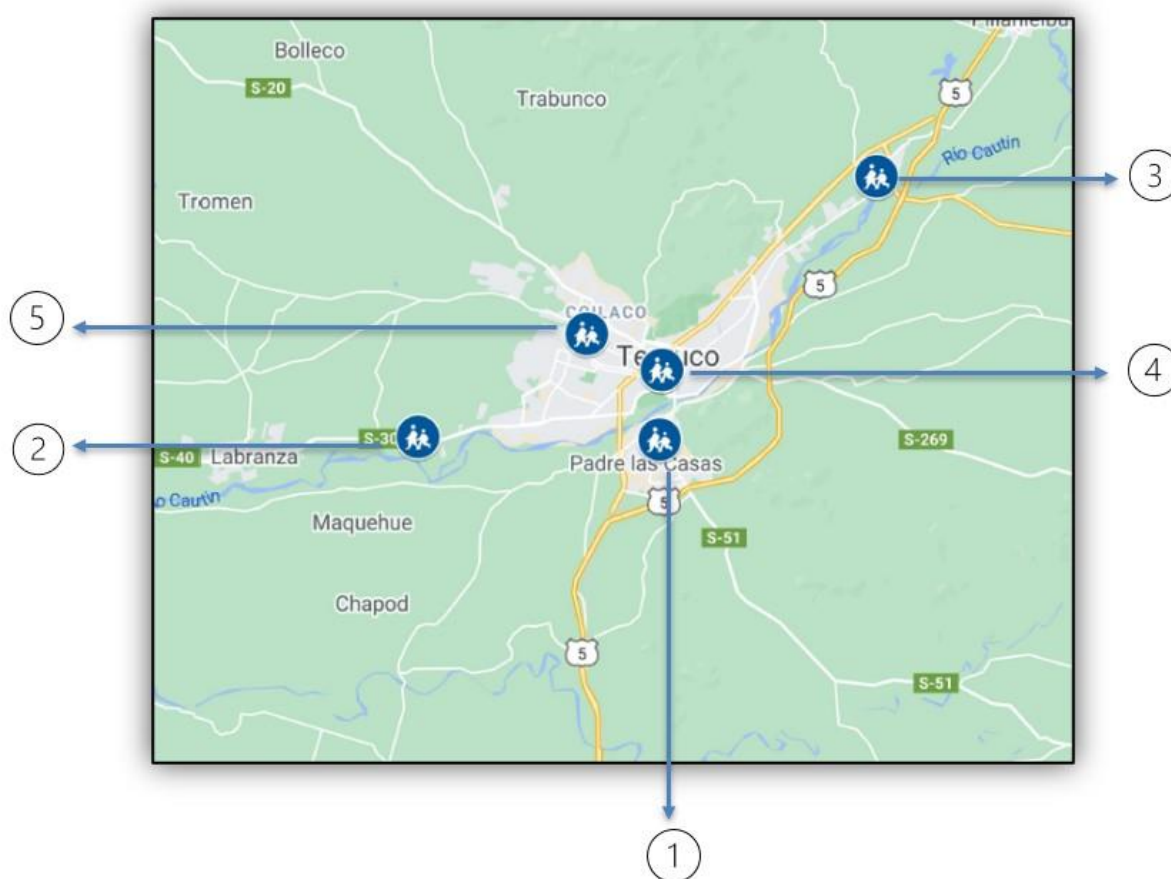 Bolleco
S-20
Trabunco
5
Río Cautín
3
Tromen
5
5
COILACO
4
2
S-30
S-269
S-40
Labranza
Padre las Casas
5
o Cautín
Maquehue
S-51
Chapod
5
S-51
1